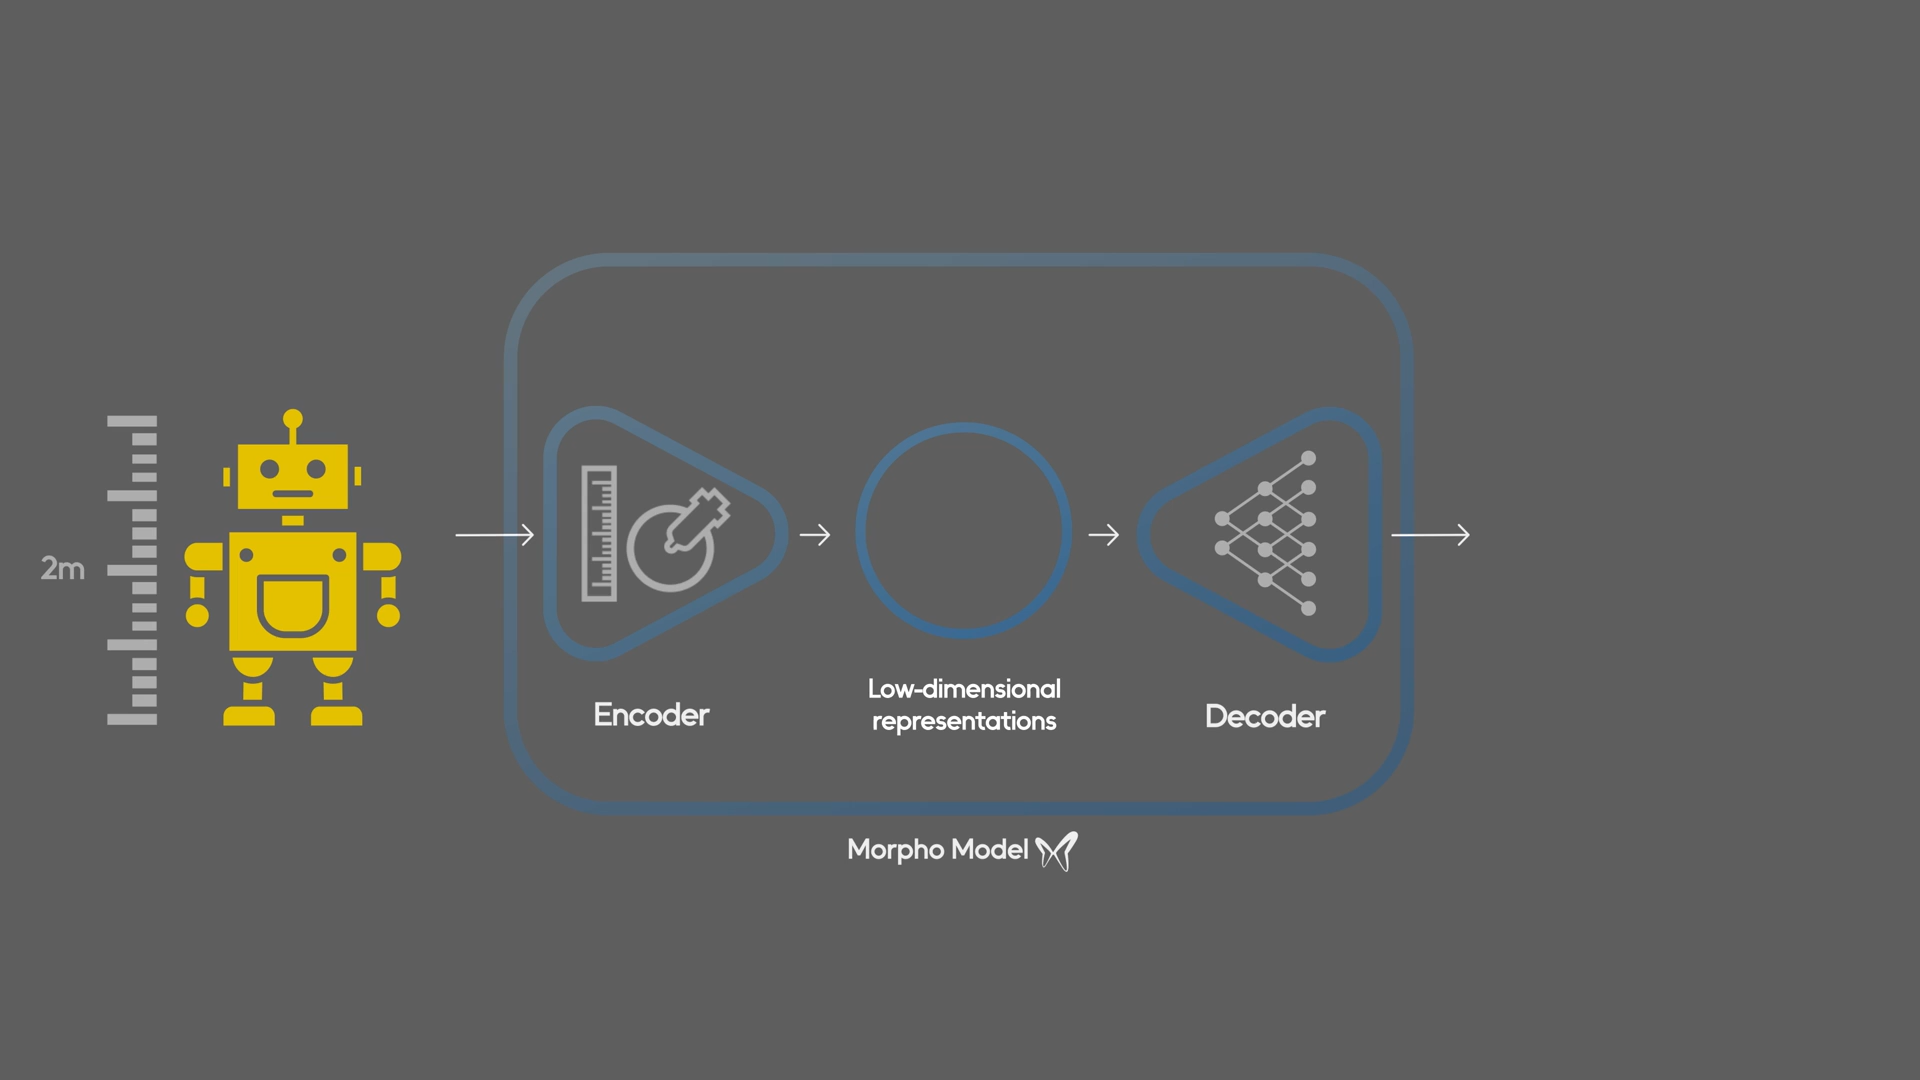 2m
Encoder
Low-dimensional
representations
Decoder
Morpho Model